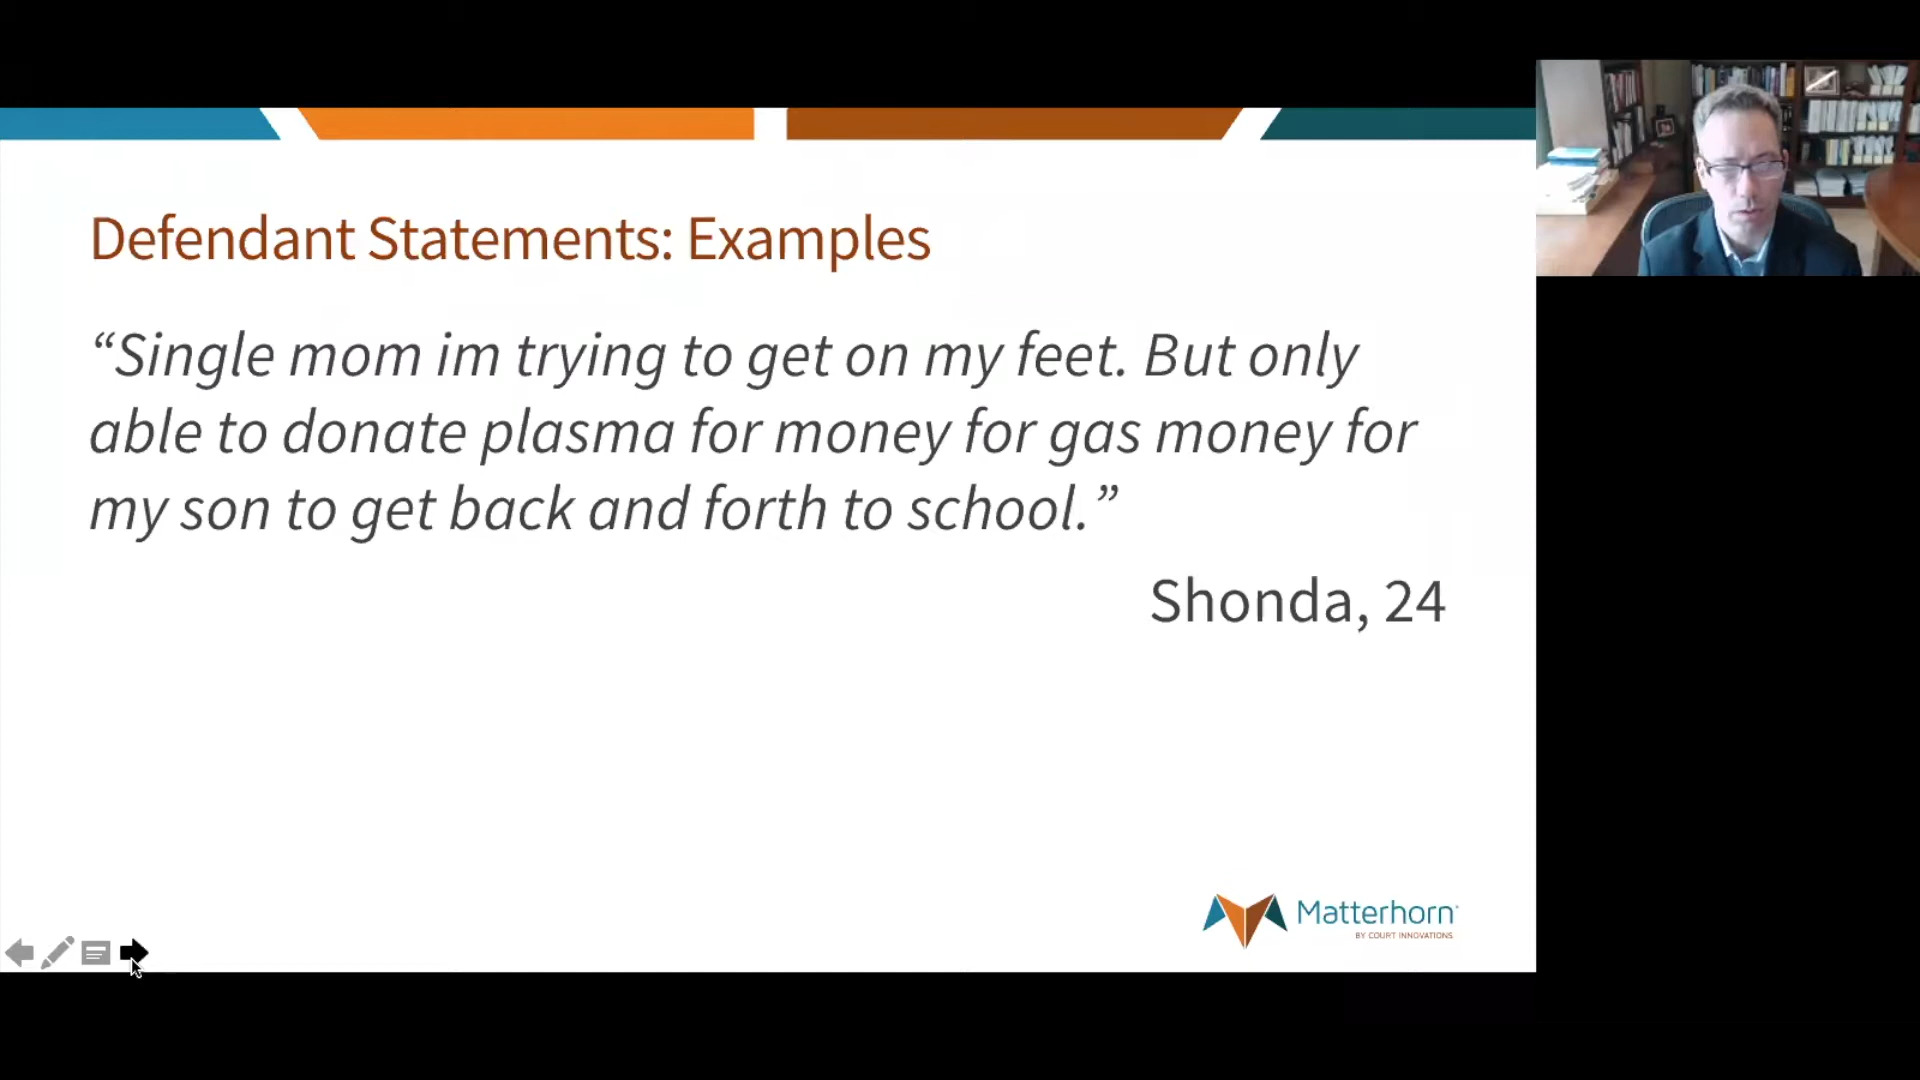 Defendant Statements: Examples
“Single mom im trying to get on my feet. But only
able to donate plasma for money for gas money for
my son to get back and forth to school.”
Shonda, 24
Matterhorn
BY COURT INNOVATIONS